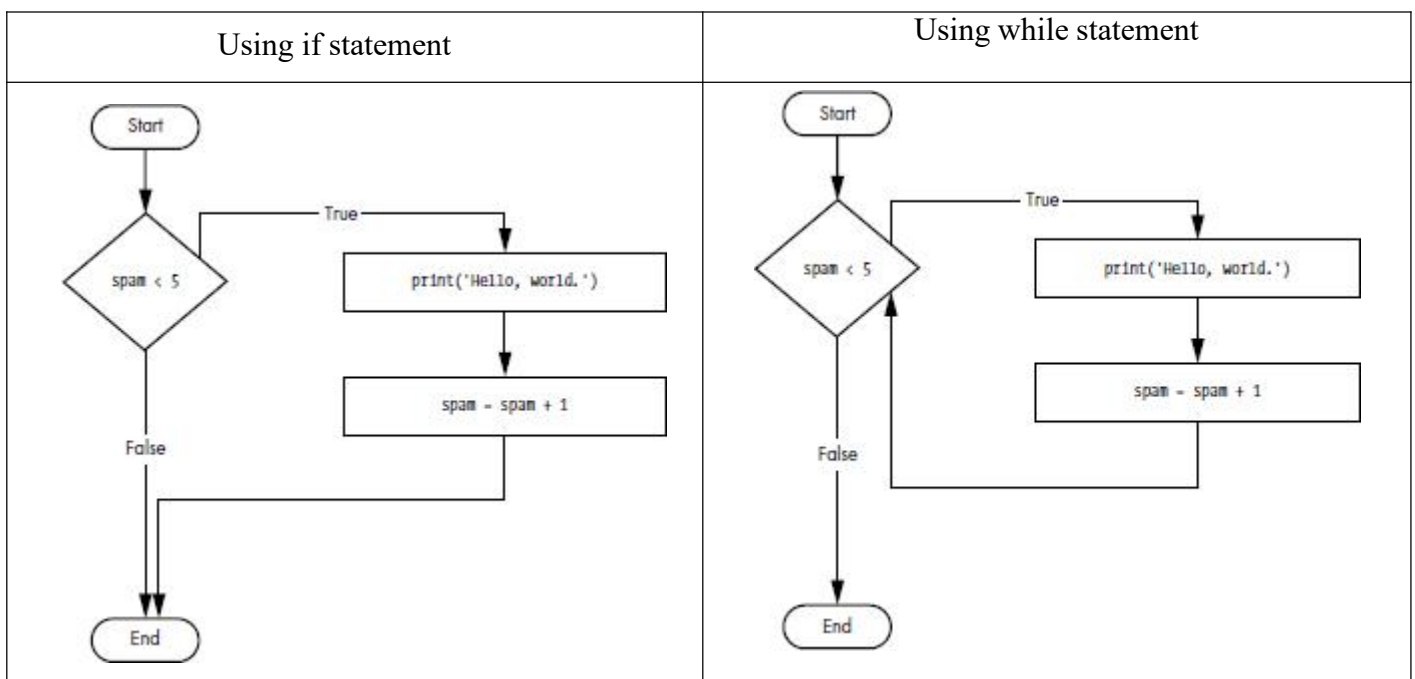 Using if statement
Using while statement
Start
True
spam < 5
print('Hello, world.')
spam = spam + 1
False
End
Start
True
spam < 5
print('Hello, world.')
spam = spam + 1
False
End